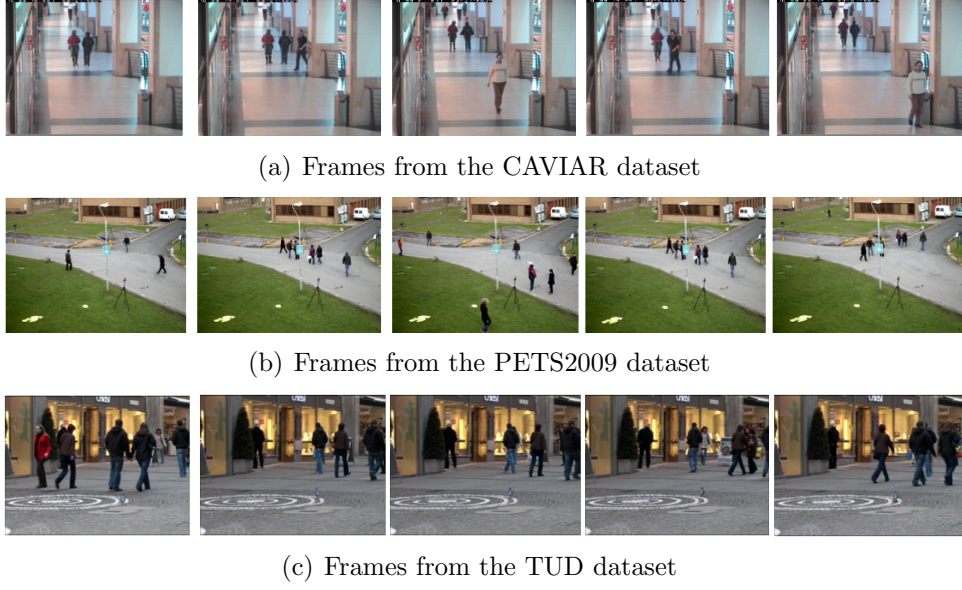 (a) Frames from the CAVIAR dataset
(b) Frames from the PETS2009 dataset
(c) Frames from the TUD dataset